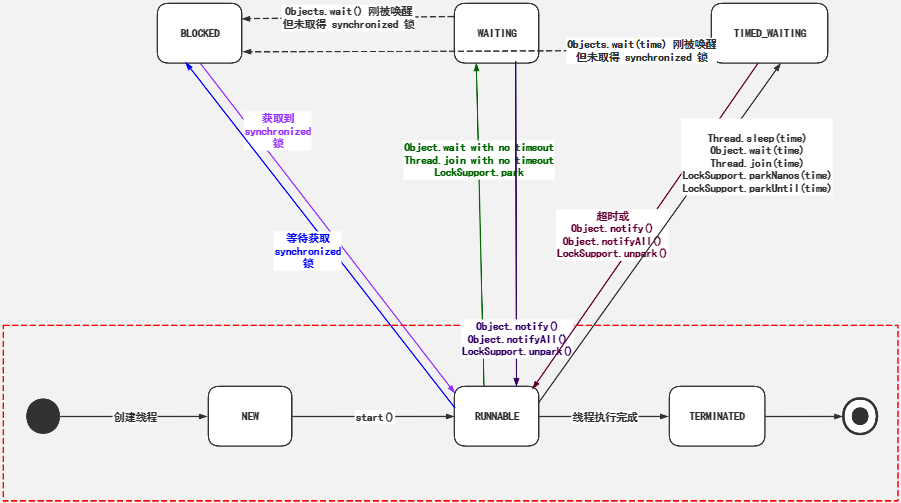 BLOCKED
Objects.wait() 刚被唤醒
但未取得 synchronized 锁
WAITING
Objects.wait(time) 刚被唤醒
但未取得 synchronized 锁
TIMED_WAITING
获取到
synchronized
锁
Object.wait with no timeout
Thread.join with no timeout
LockSupport.park
Thread.sleep(time)
Object.wait(time)
Thread.join(time)
LockSupport.parkNanos(time)
LockSupport.parkUntil(time)
等待获取
synchronized
锁
超时或
Object.notify()
Object.notifyAll()
LockSupport.unpark()
Object.notify()
Object.notifyAll()
LockSupport.unpark()
创建线程
NEW
start()
RUNNABLE
线程执行完成
TERMINATED